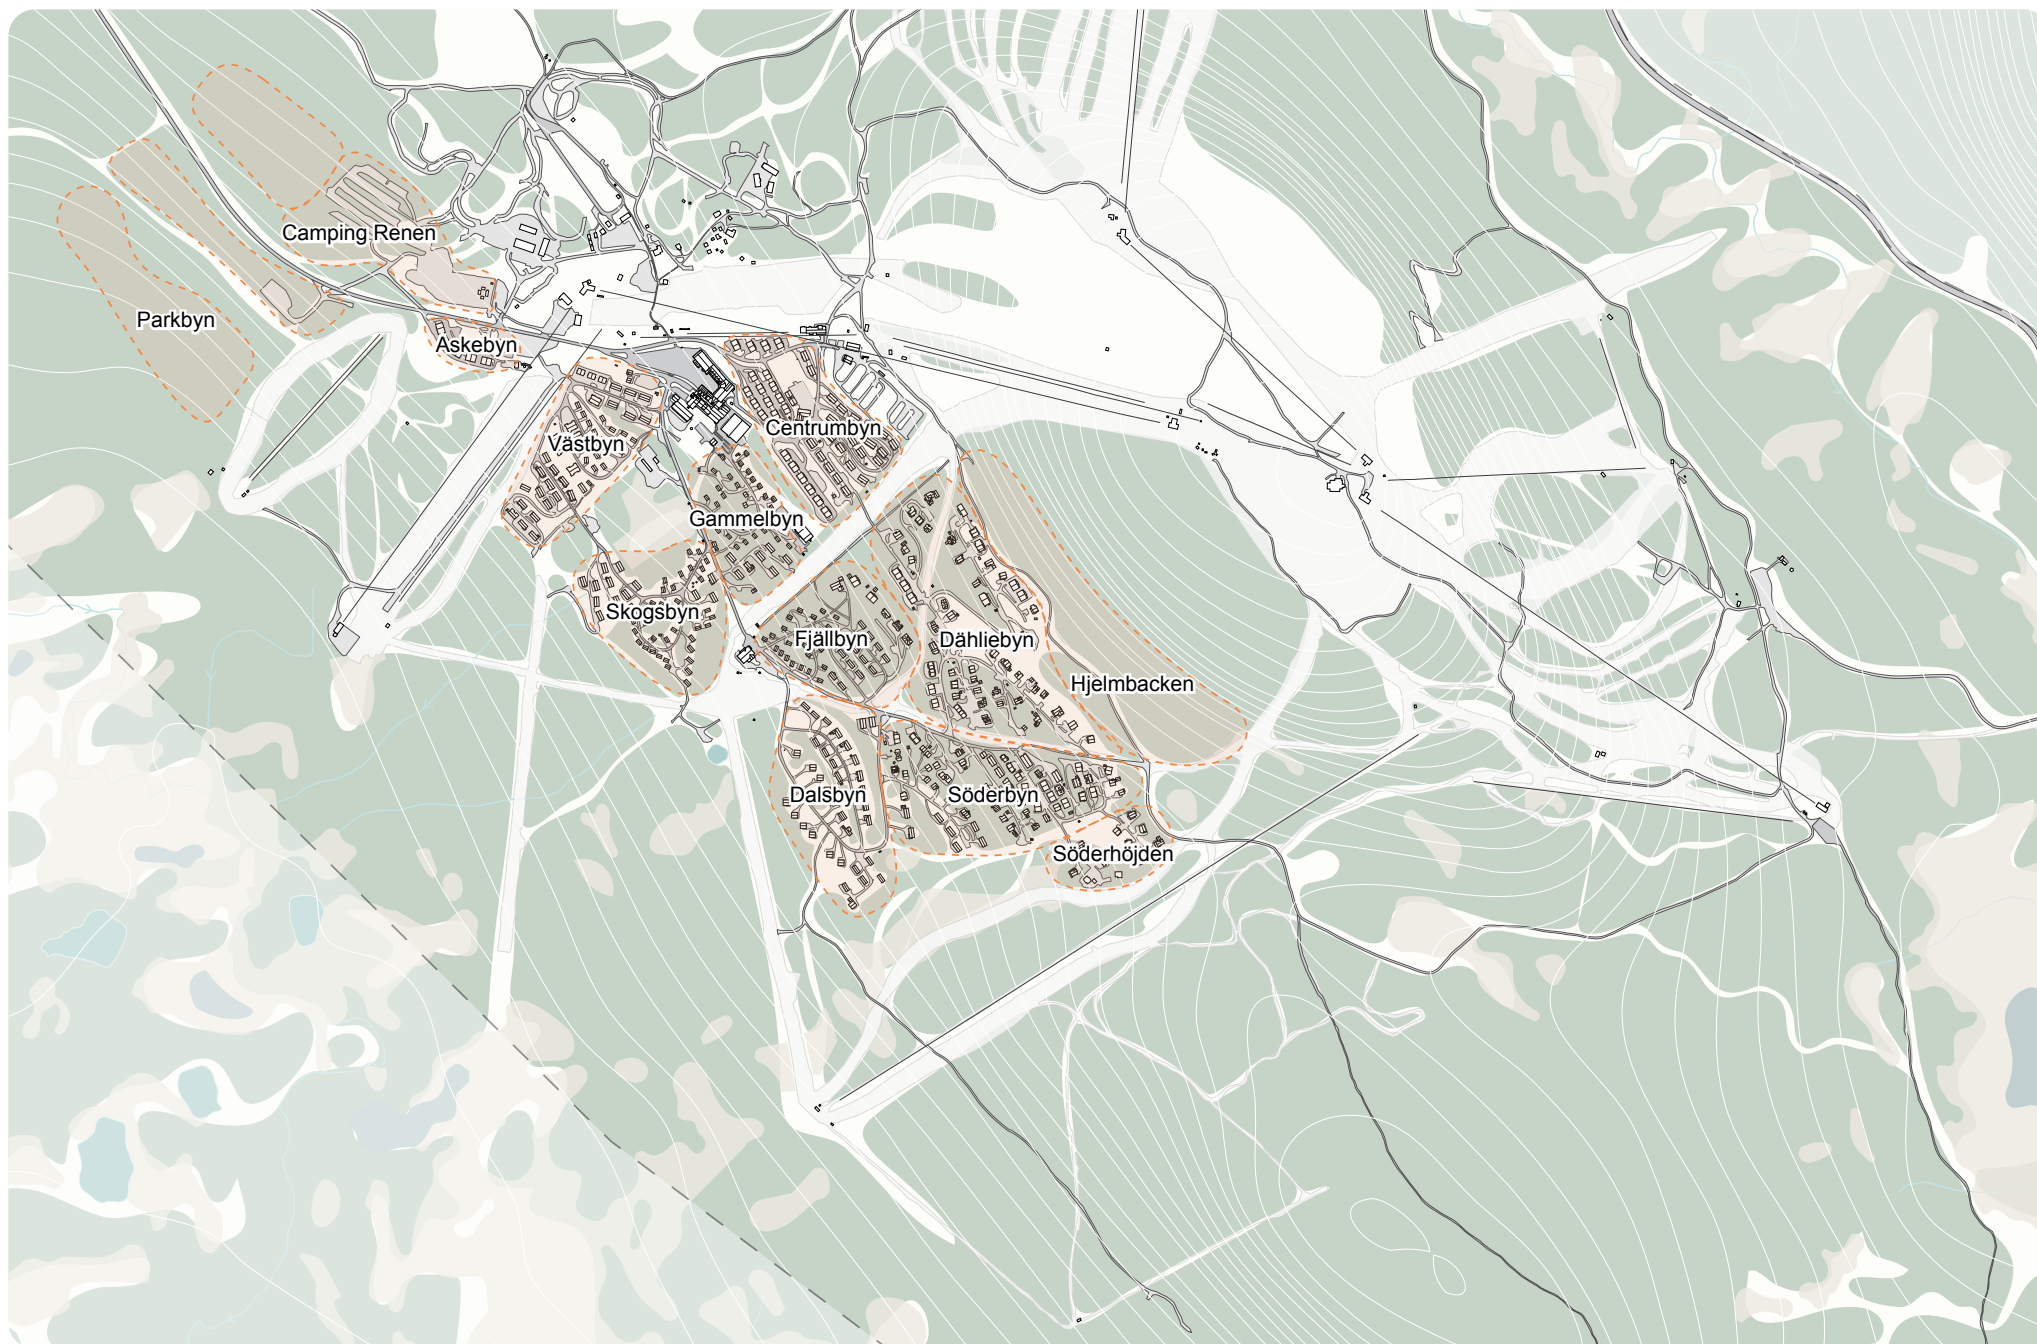 Camping Renen
Parkbyn
Askebyn
Västbyn
Centrumbyn
Gammelbyn
Skogsbyn
Fjällbyn
Dähliebyn
Hjelmbacken
Dalsbyn
Söderbyn
Söderhöjden